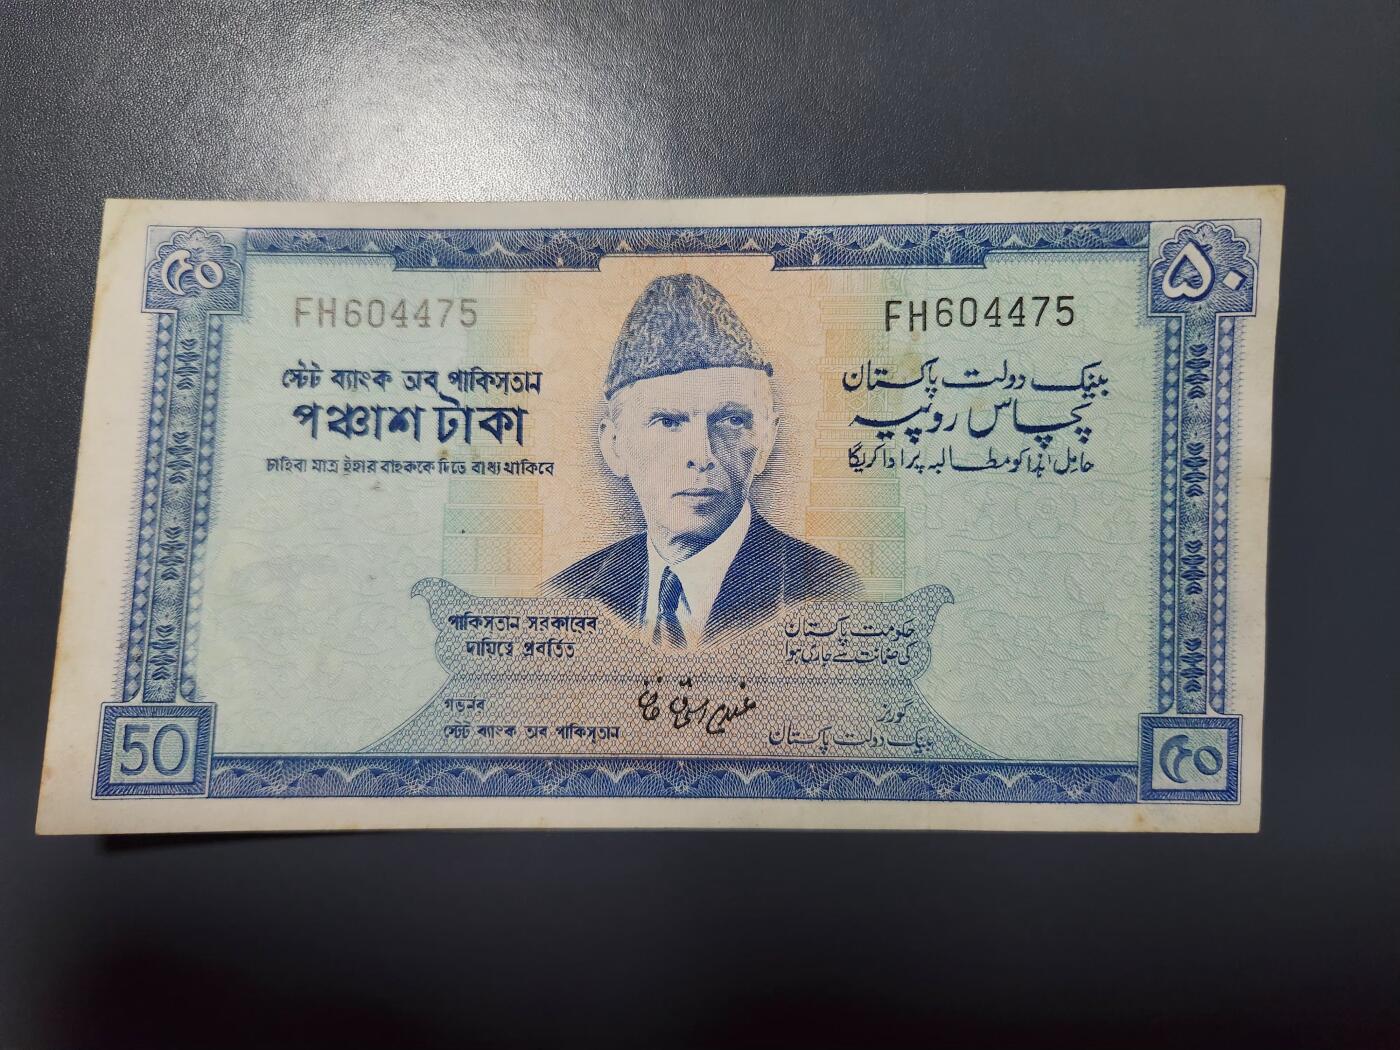 ৫০
۵۰
FH604475
FH604475
স্টেট ব্যাংক অব পাকিস্তান
পঞ্চাশ টাকা
চাহিবা মাত্র ইহার বাহককে দিতে বাধ্য থাকিবে
بینک دولت پاکستان
پچاس روپیہ
حامل ہٰذا کو مطالبہ پر ادا کریگا
পাকিস্তান সরকারের
দায়িত্বে প্রবর্তিত
حکومت پاکستان
کی ضمانت سے جاری ہوا
গভর্নর
স্টেট ব্যাংক অব পাকিস্তান
گورنر
بینک دولت پاکستان
50
৫০